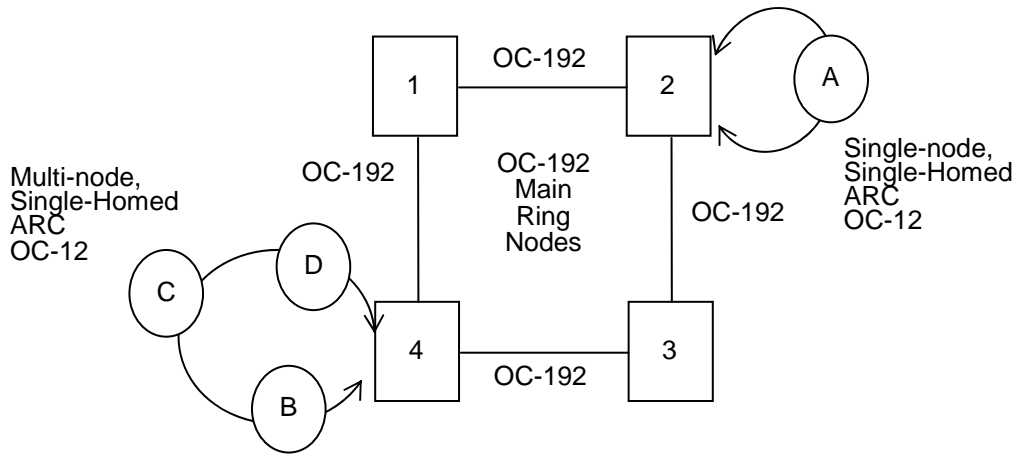 OC-192
1
2
A
OC-192
OC-192
Main
Ring
Nodes
Single-node,
Single-Homed
ARC
OC-12
Multi-node,
Single-Homed
ARC
OC-12
OC-192
D
C
4
3
OC-192
B